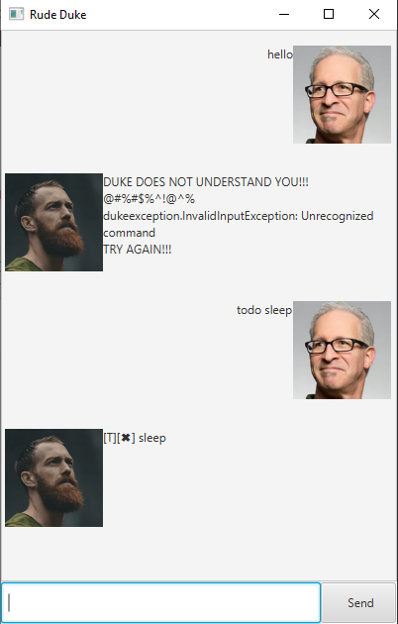 Rude Duke
hello
DUKE DOES NOT UNDERSTAND YOU!!!
@#%#$%^!@^%
dukeexception.InvalidInputException: Unrecognized
command
TRY AGAIN!!!
todo sleep
[T][✖] sleep
Send